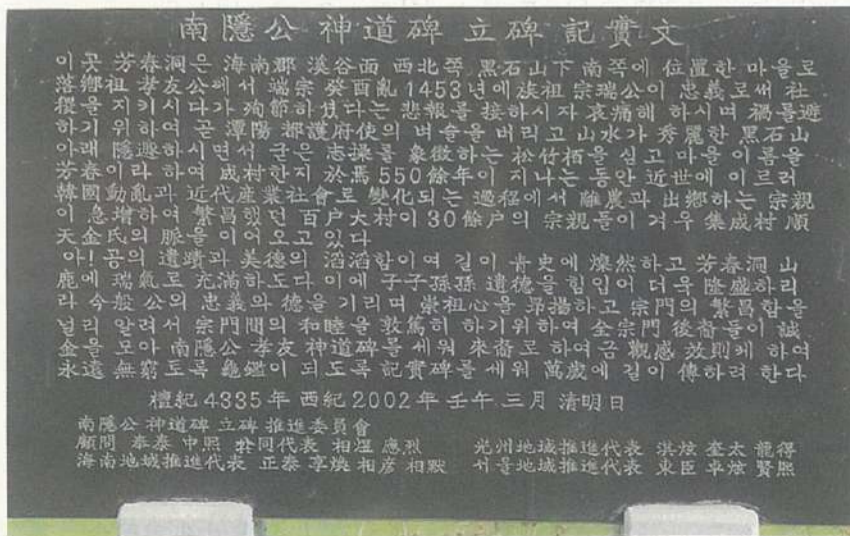 南隱公 神道碑 立碑 記實文
이곳 芳春洞은 海南郡 溪谷面 西北쪽 黑石山下 南쪽에 位置한 마을로
落鄉祖 孝友公께서 端宗 癸酉亂 1453년에 族祖 宗瑞公이 忠義로써 社
稷을 지키시다가 殉節하셨다는 悲報를 接하시자 哀痛해 하시며 禍를 避
하기 위하여 곧 潭陽 都護府使의 벼슬을 버리고 山水가 秀麗한 黑石山
아래 隱遯하시면서 굳은 志操를 象徵하는 松竹栢을 심고 마을 이름을
芳春이라 하여 成村한지 於焉 550餘年이 지나는 동안 近世에 이르러
韓國動亂과 近代産業社會로 變化되는 過程에서 離農과 出鄉하는 宗親
이 急增하여 繁昌했던 百戶大村이 30餘戶의 宗親들이 겨우 集成村 順
天金氏의 脈을 이어오고 있다
아! 공의 遺蹟과 美德의 滔滔함이여 길이 靑史에 燦然하고 芳春洞 山
鹿에 瑞氣로 充滿하도다 이에 子子孫孫 遺德을 힘입어 더욱 隆盛하리
라 今般 公의 忠義와 德을 기리며 崇祖心을 昻揚하고 宗門의 繁昌함을
널리 알려서 宗門間의 和睦을 敦篤히 하기위하여 全宗門 後裔들이 誠
金을 모아 南隱公 孝友 神道碑를 세워 來裔로 하여금 觀感 效則케 하여
永遠 無窮토록 龜鑑이 되도록 記實碑를 세워 萬歲에 길이 傳하려 한다
檀紀 4335年 西紀 2002年 壬午 三月 清明日
南隱公 神道碑 立碑 推進委員會
顧問 奉泰 中熙 共同代表 相煜 應烈 光州地域推進代表 淇炫 奎太 龍得
海南地域推進代表 正泰 享燠 相彦 相默 서울地域推進代表 東臣 平炫 賢熙